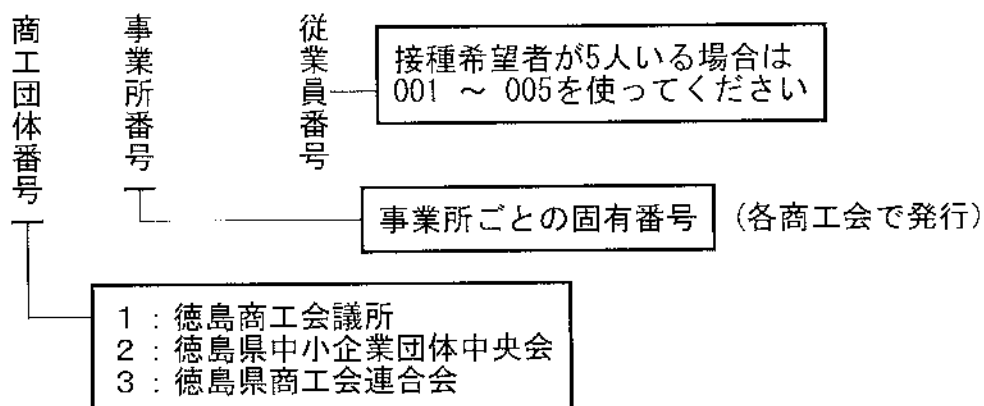 商工団体番号
事業所番号
従業員番号
接種希望者が5人いる場合は
001 ～ 005を使ってください
事業所ごとの固有番号 (各商工会で発行)
1：徳島商工会議所
2：徳島県中小企業団体中央会
3：徳島県商工会連合会